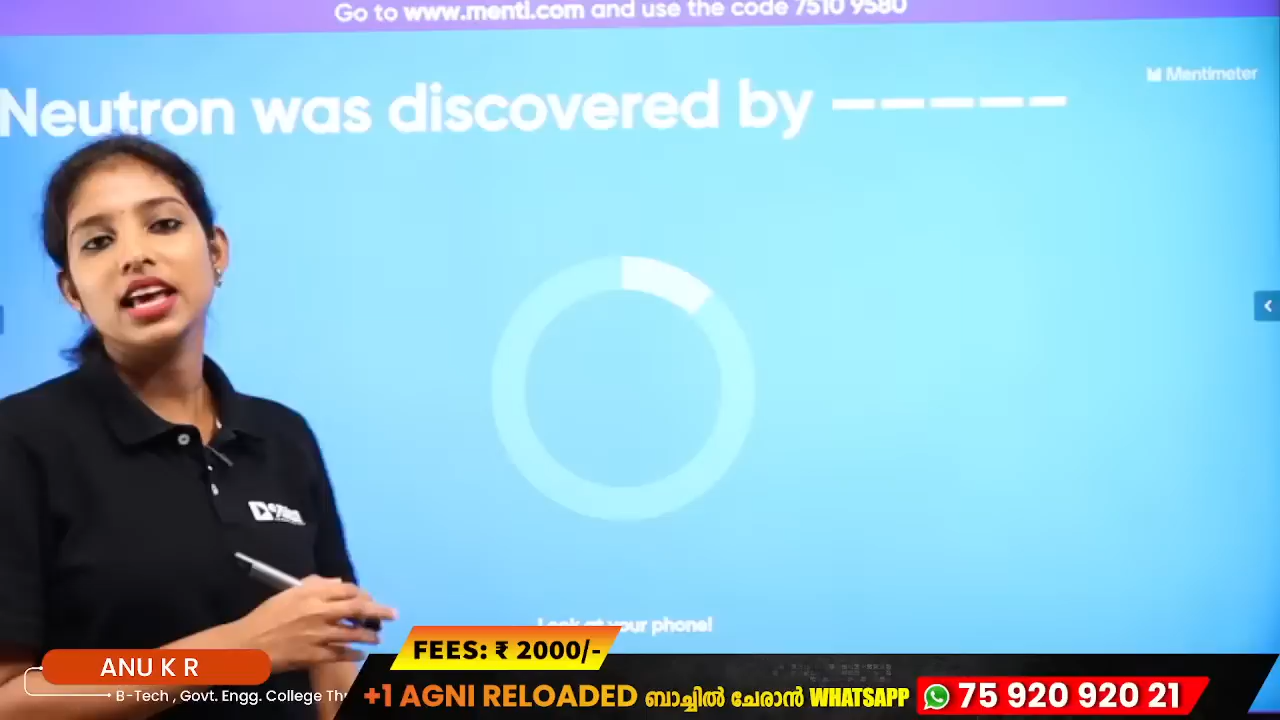 Go to www.menti.com and use the code 7510 9580
Mentimeter
Neutron was discovered by _ _ _ _ _
Look at your phone!
FEES: ₹ 2000/-
ANU K R
B-Tech , Govt. Engg. College
+1 AGNI RELOADED ബാച്ചിൽ ചേരാൻ WHATSAPP 75 920 920 21